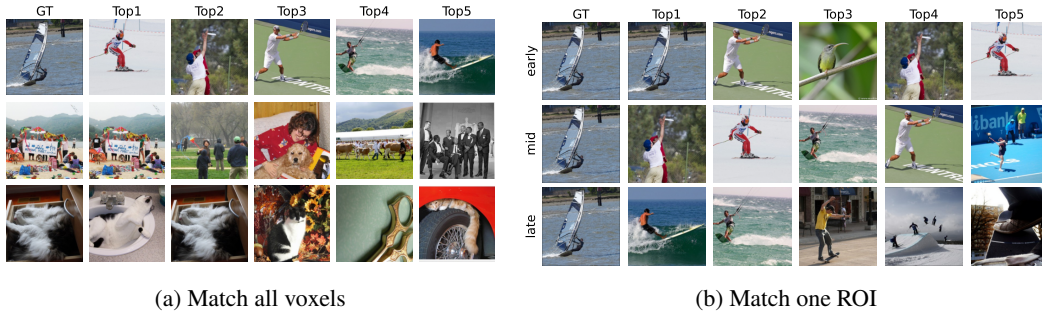 GT Top1 Top2 Top3 Top4 Top5
GT Top1 Top2 Top3 Top4 Top5
early
mid
late
(a) Match all voxels
(b) Match one ROI